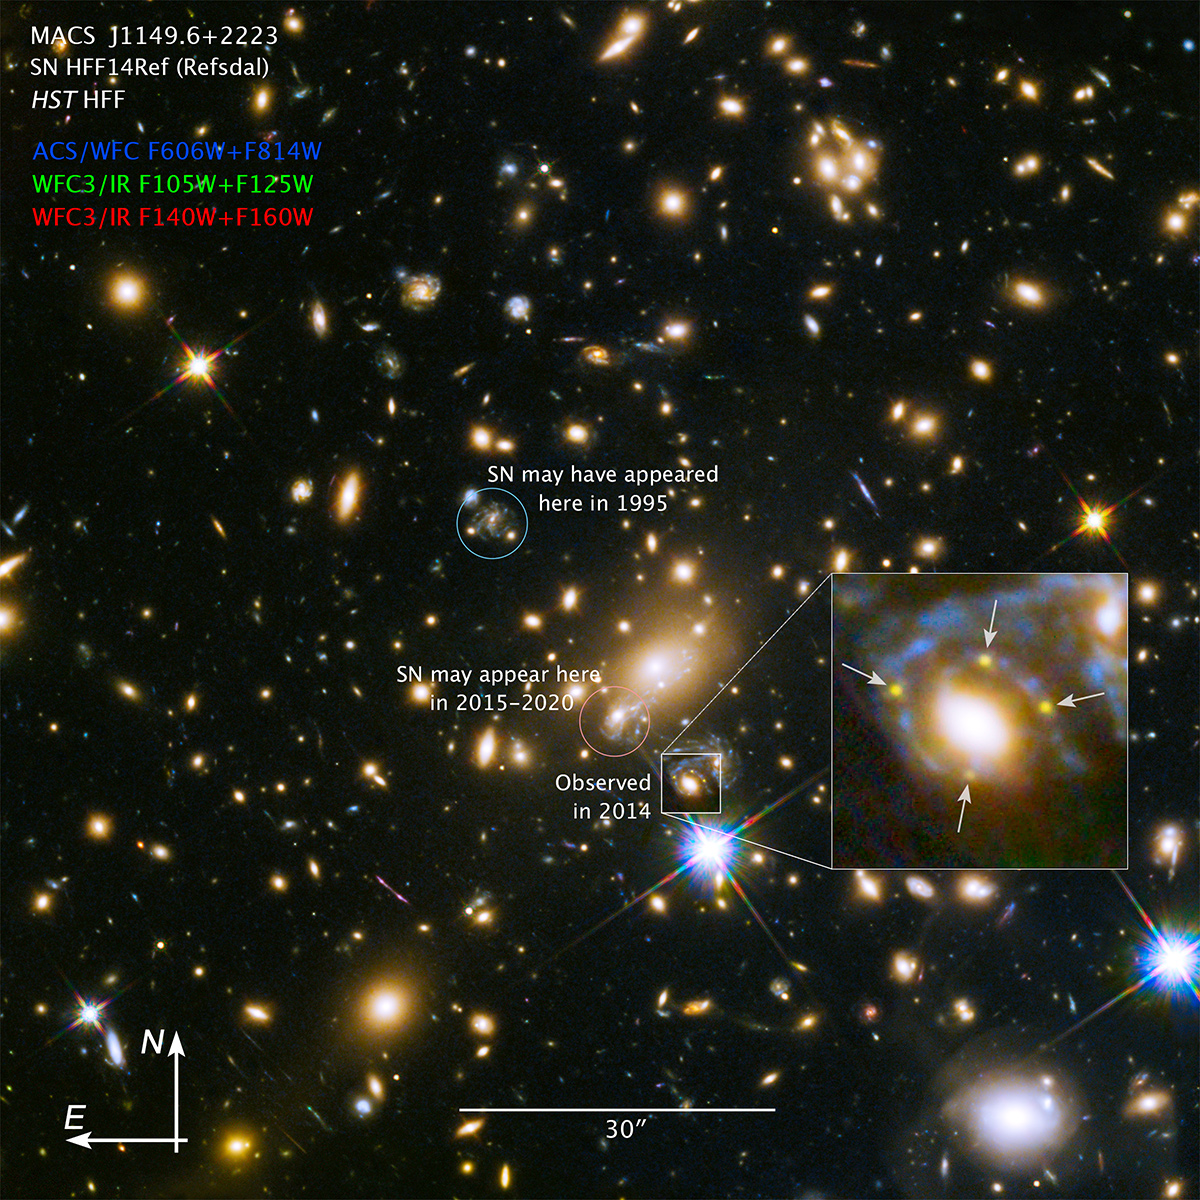 MACS J1149.6+2223
SN HFF14Ref (Refsdal)
HST HFF
ACS/WFC F606W+F814W
WFC3/IR F105W+F125W
WFC3/IR F140W+F160W
SN may have appeared
here in 1995
SN may appear here
in 2015-2020
Observed
in 2014
N
E
30″